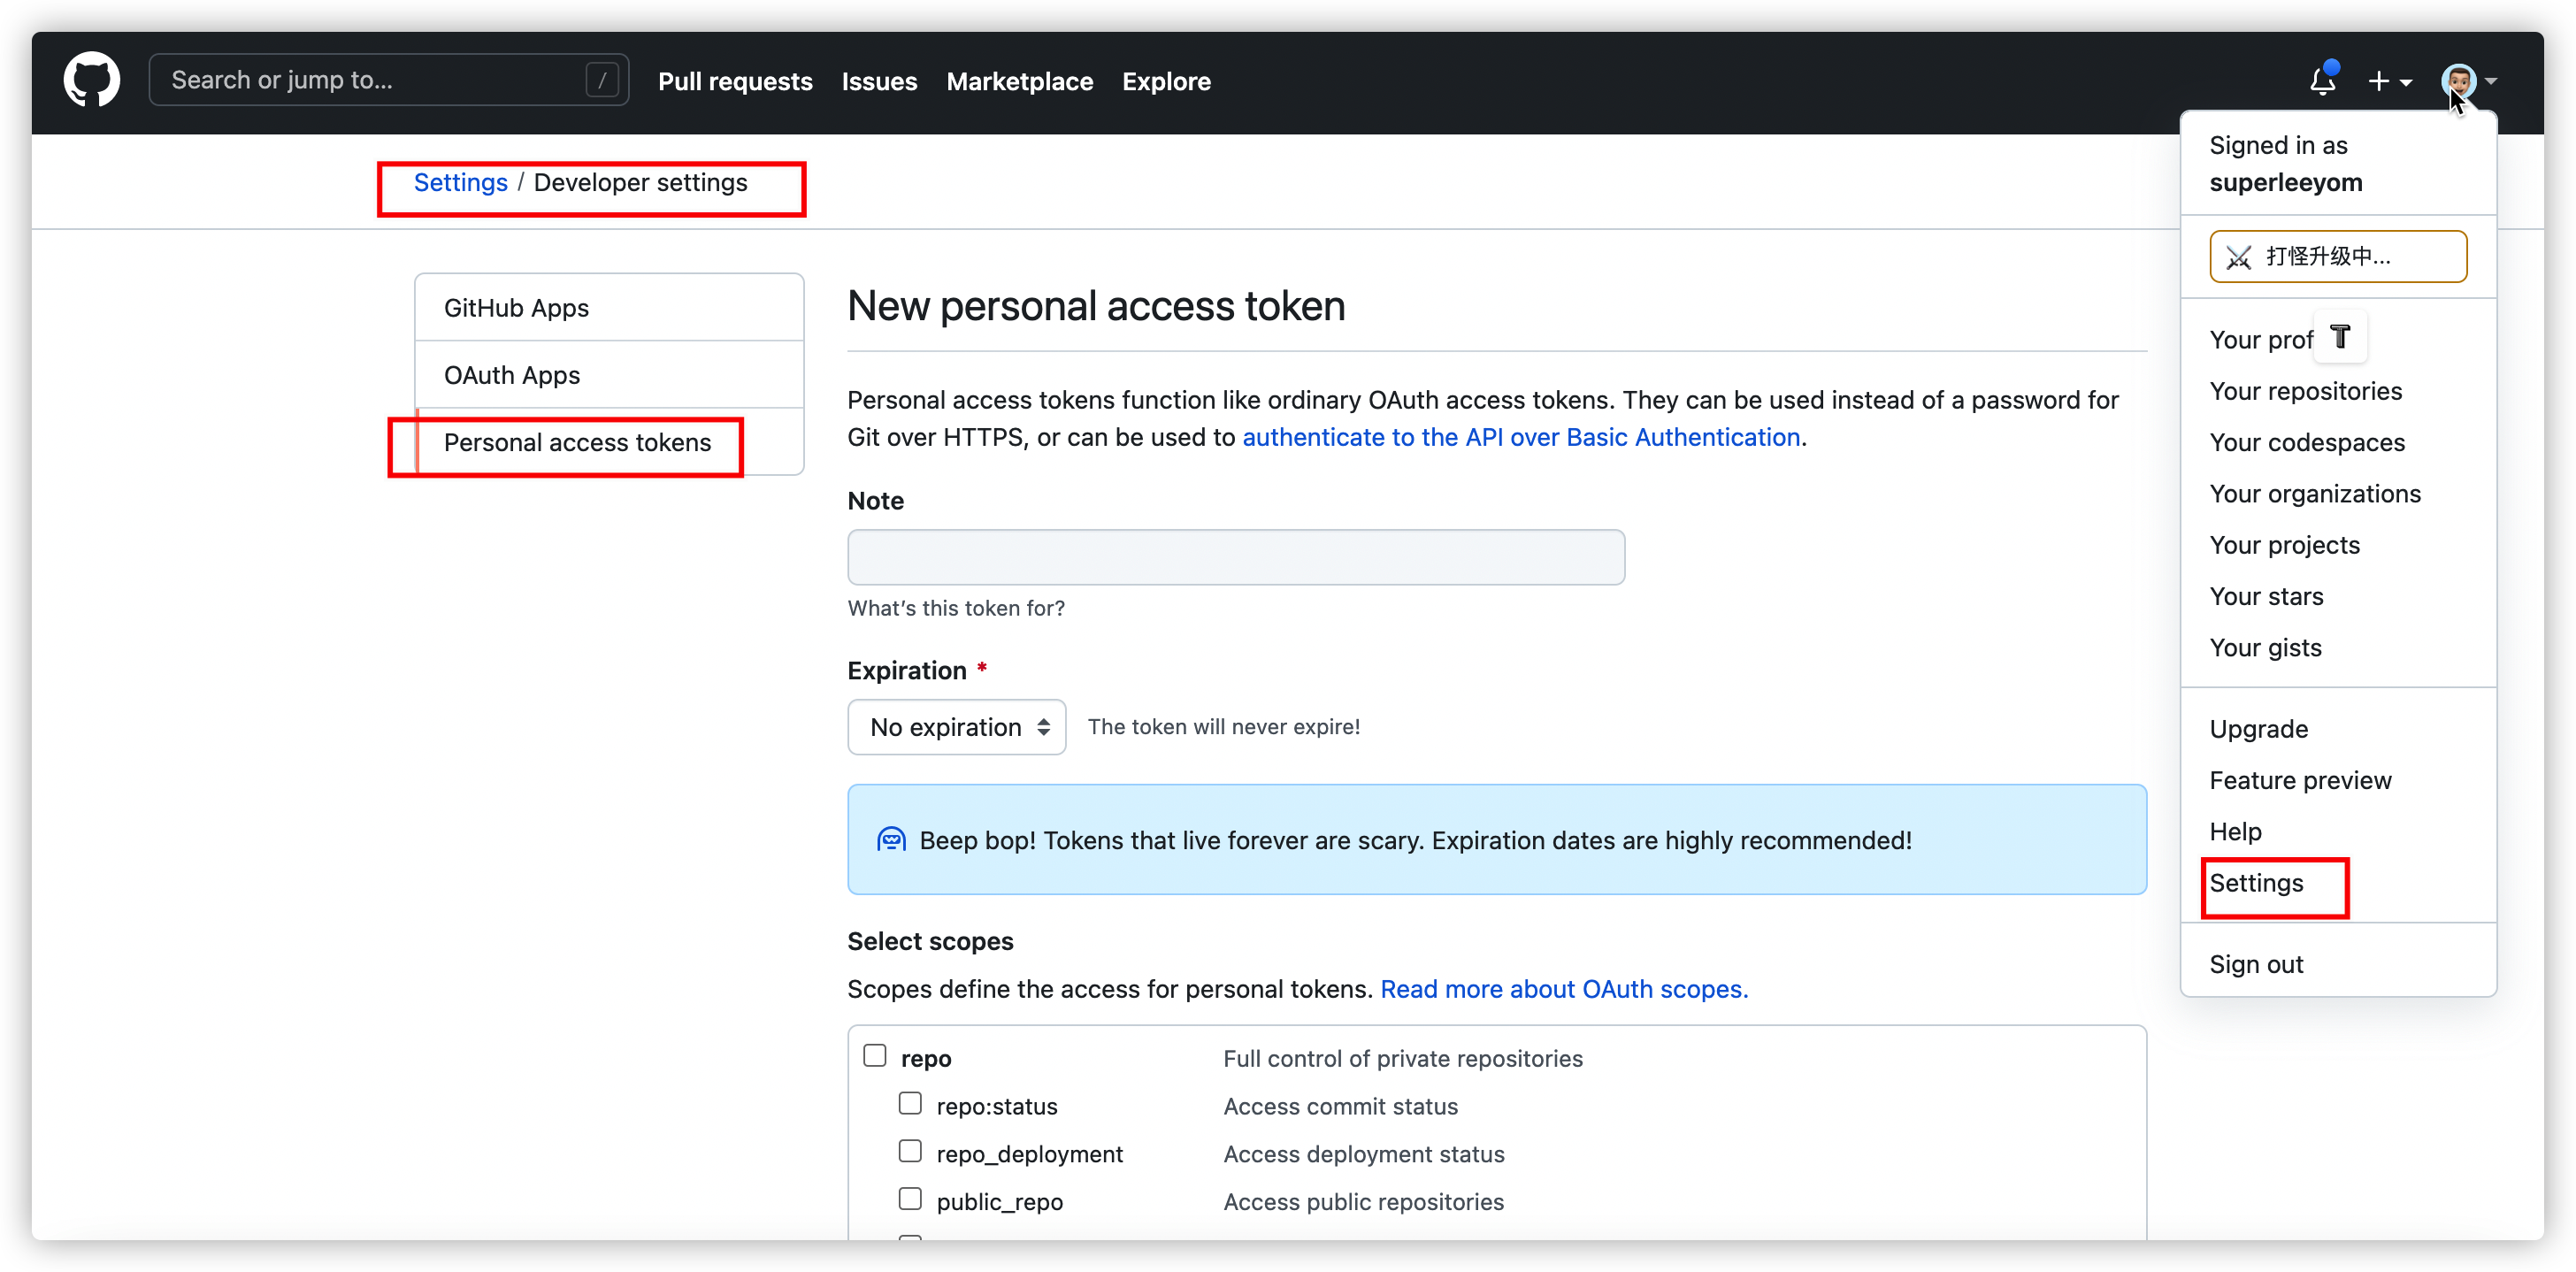 Search or jump to... /
Pull requests
Issues
Marketplace
Explore
Settings / Developer settings
GitHub Apps
OAuth Apps
Personal access tokens
New personal access token
Personal access tokens function like ordinary OAuth access tokens. They can be used instead of a password for
Git over HTTPS, or can be used to authenticate to the API over Basic Authentication.
Note
What's this token for?
Expiration *
No expiration
The token will never expire!
Beep bop! Tokens that live forever are scary. Expiration dates are highly recommended!
Select scopes
Scopes define the access for personal tokens. Read more about OAuth scopes.
repo Full control of private repositories
repo:status Access commit status
repo_deployment Access deployment status
public_repo Access public repositories
Signed in as
superleeyom
打怪升级中...
Your prof
T
Your repositories
Your codespaces
Your organizations
Your projects
Your stars
Your gists
Upgrade
Feature preview
Help
Settings
Sign out